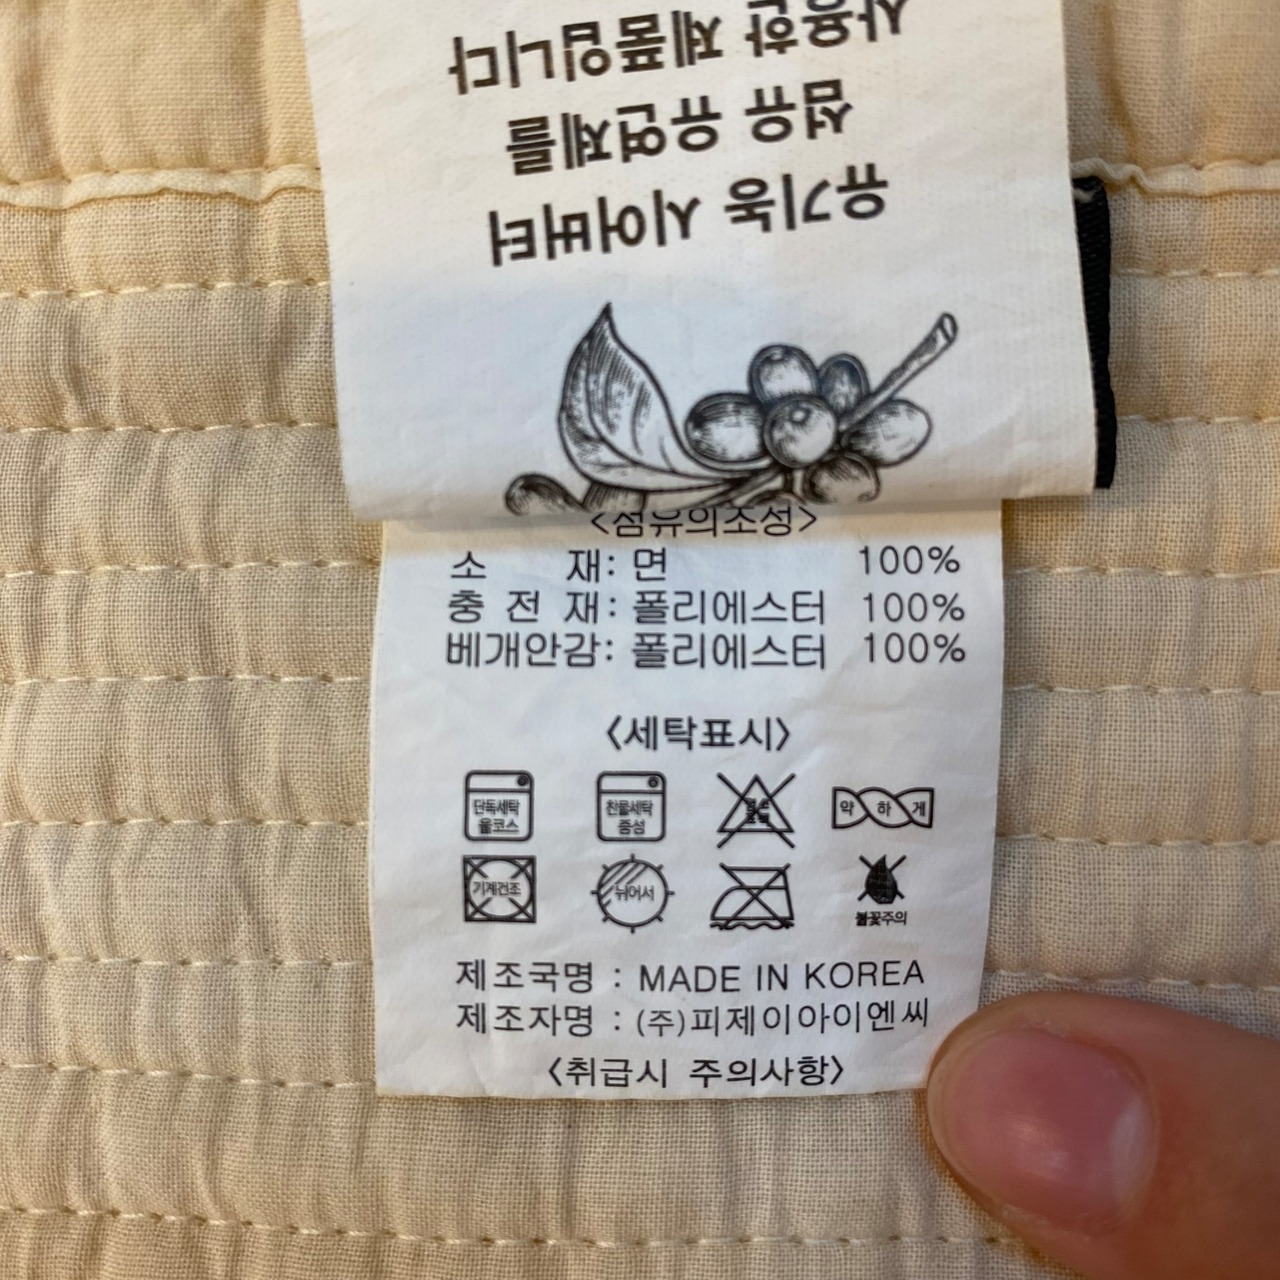 유기농 시어버터
섬유 유연제를
사용한 제품입니다
<섬유의조성>
소 재: 면 100%
충 전 재: 폴리에스터 100%
베개안감: 폴리에스터 100%
<세탁표시>
단독세탁 찬물세탁 약 하 게
울코스 중성
기계건조 뉘어서
불꽃주의
제조국명 : MADE IN KOREA
제조자명 : (주)피제이아이엔씨
<취급시 주의사항>